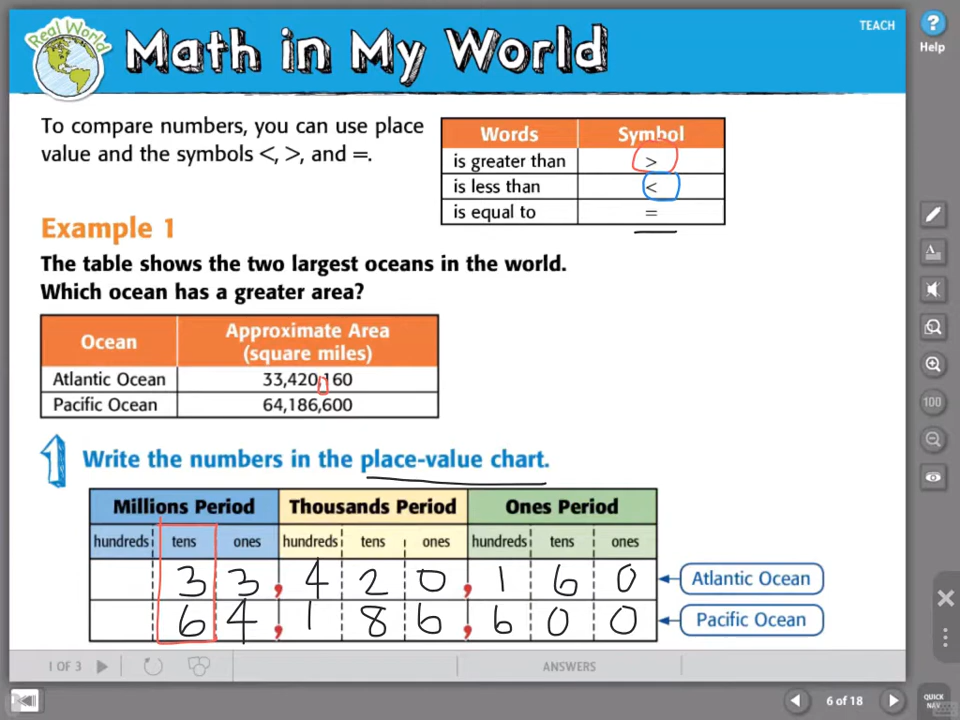 TEACH
Help
Real World
Math in My World
To compare numbers, you can use place
value and the symbols <, >, and =.
Words Symbol
is greater than >
is less than <
is equal to =
Example 1
The table shows the two largest oceans in the world.
Which ocean has a greater area?
Ocean Approximate Area
(square miles)
Atlantic Ocean 33,420,160
Pacific Ocean 64,186,600
1 Write the numbers in the place-value chart.
Millions Period Thousands Period Ones Period
hundreds tens ones hundreds tens ones hundreds tens ones
3 3 , 4 2 0 , 1 6 0 Atlantic Ocean
6 4 , 1 8 6 , 6 0 0 Pacific Ocean
100
1 OF 3 ANSWERS
6 of 18
QUICK
NAV